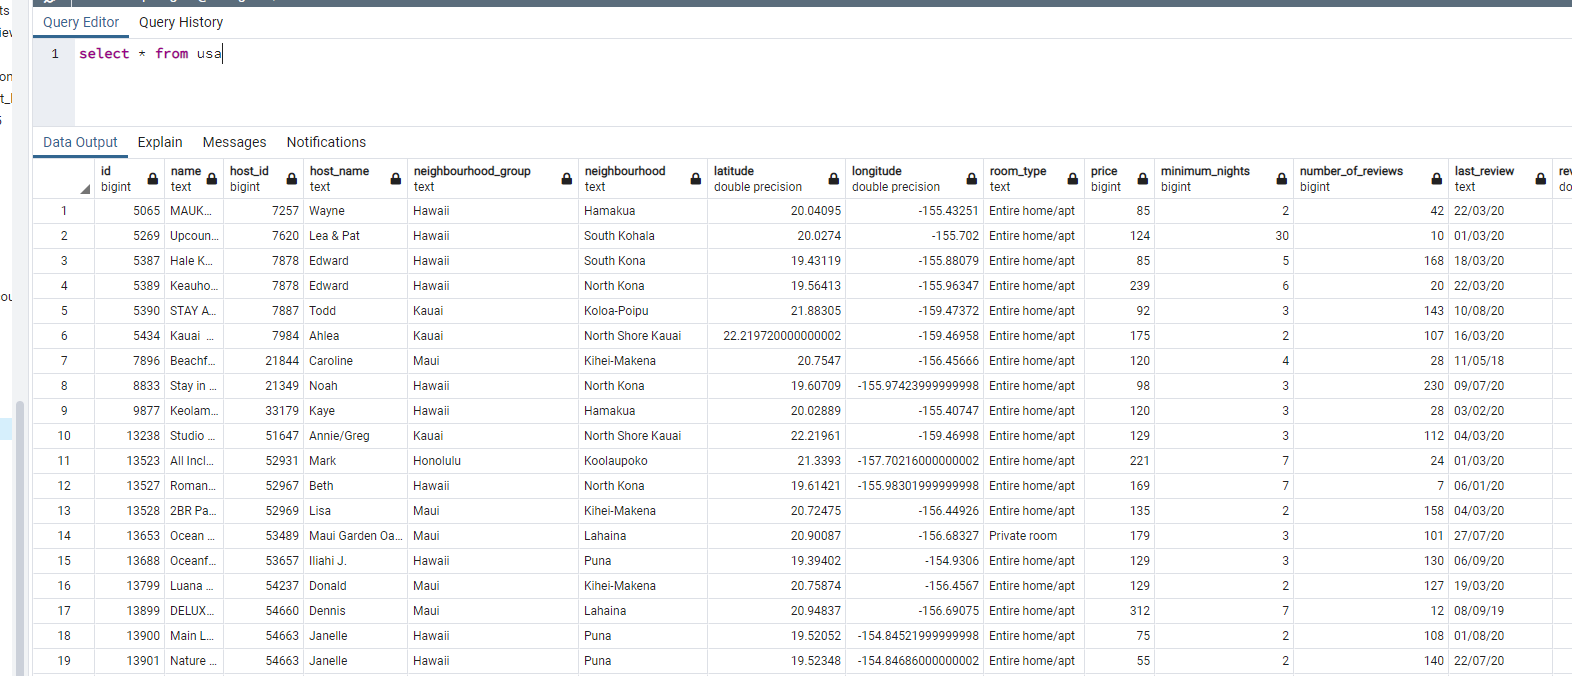 ts
Query Editor Query History
1 select * from usa
on
Data Output Explain Messages Notifications
id bigint name text host_id bigint host_name text neighbourhood_group text neighbourhood text latitude double precision longitude double precision room_type text price bigint minimum_nights bigint number_of_reviews bigint last_review text
1 5065 MAUK... 7257 Wayne Hawaii Hamakua 20.04095 -155.43251 Entire home/apt 85 2 42 22/03/20
2 5269 Upcoun... 7620 Lea & Pat Hawaii South Kohala 20.0274 -155.702 Entire home/apt 124 30 10 01/03/20
3 5387 Hale K... 7878 Edward Hawaii South Kona 19.43119 -155.88079 Entire home/apt 85 5 168 18/03/20
4 5389 Keauho... 7878 Edward Hawaii North Kona 19.56413 -155.96347 Entire home/apt 239 6 20 22/03/20
5 5390 STAY A... 7887 Todd Kauai Koloa-Poipu 21.88305 -159.47372 Entire home/apt 92 3 143 10/08/20
6 5434 Kauai ... 7984 Ahlea Kauai North Shore Kauai 22.219720000000002 -159.46958 Entire home/apt 175 2 107 16/03/20
7 7896 Beachf... 21844 Caroline Maui Kihei-Makena 20.7547 -156.45666 Entire home/apt 120 4 28 11/05/18
8 8833 Stay in ... 21349 Noah Hawaii North Kona 19.60709 -155.97423999999998 Entire home/apt 98 3 230 09/07/20
9 9877 Keolam... 33179 Kaye Hawaii Hamakua 20.02889 -155.40747 Entire home/apt 120 3 28 03/02/20
10 13238 Studio ... 51647 Annie/Greg Kauai North Shore Kauai 22.21961 -159.46998 Entire home/apt 129 3 112 04/03/20
11 13523 All Incl... 52931 Mark Honolulu Koolaupoko 21.3393 -157.70216000000002 Entire home/apt 221 7 24 01/03/20
12 13527 Roman... 52967 Beth Hawaii North Kona 19.61421 -155.98301999999998 Entire home/apt 169 7 7 06/01/20
13 13528 2BR Pa... 52969 Lisa Maui Kihei-Makena 20.72475 -156.44926 Entire home/apt 135 2 158 04/03/20
14 13653 Ocean ... 53489 Maui Garden Oa... Maui Lahaina 20.90087 -156.68327 Private room 179 3 101 27/07/20
15 13688 Oceanf... 53657 Iliahi J. Hawaii Puna 19.39402 -154.9306 Entire home/apt 129 3 130 06/09/20
16 13799 Luana ... 54237 Donald Maui Kihei-Makena 20.75874 -156.4567 Entire home/apt 129 2 127 19/03/20
17 13899 DELUX... 54660 Dennis Maui Lahaina 20.94837 -156.69075 Entire home/apt 312 7 12 08/09/19
18 13900 Main L... 54663 Janelle Hawaii Puna 19.52052 -154.84521999999998 Entire home/apt 75 2 108 01/08/20
19 13901 Nature ... 54663 Janelle Hawaii Puna 19.52348 -154.84686000000002 Entire home/apt 55 2 140 22/07/20